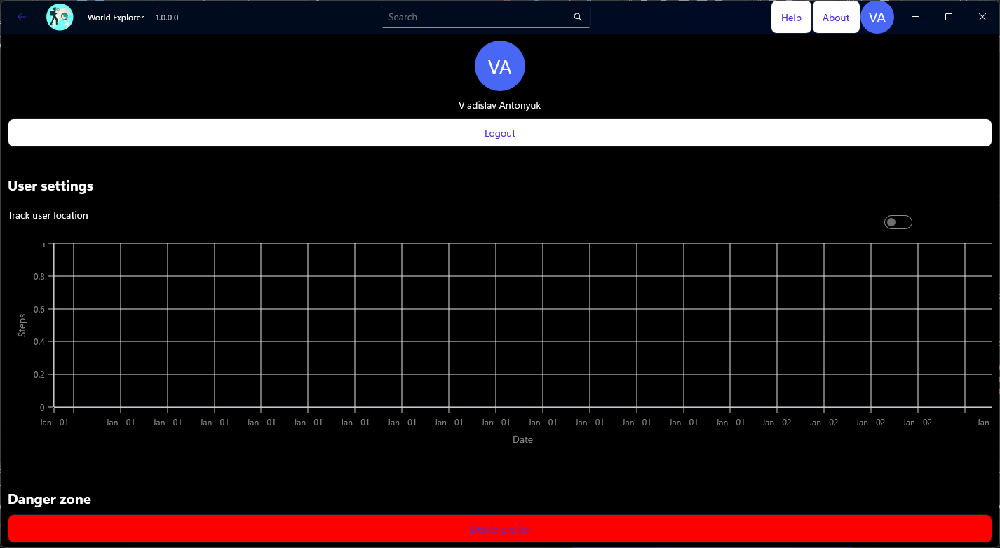 World Explorer 1.0.0.0 Search Help About VA
VA
Vladislav Antonyuk
Logout
User settings
Track user location
1
0.8
0.6
Steps
0.4
0.2
0
Jan - 01 Jan - 01 Jan - 01 Jan - 01 Jan - 01 Jan - 01 Jan - 01 Jan - 01 Jan - 01 Jan - 01 Jan - 01 Jan - 01 Jan - 01 Jan - 01 Jan - 01 Jan - 02 Jan - 02 Jan - 02 Jan - 02 Jan -
Date
Danger zone
Delete profile